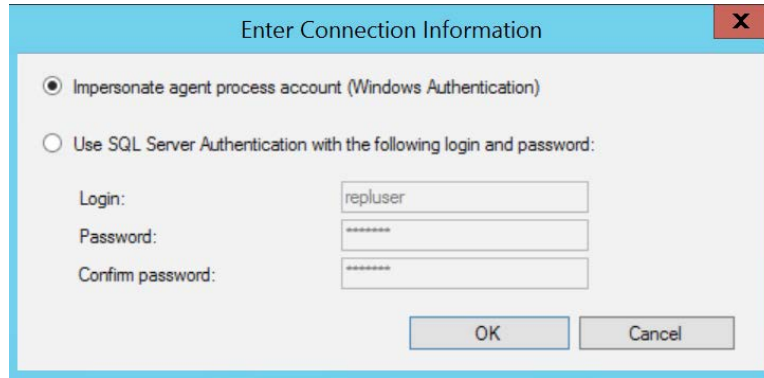 Enter Connection Information
X
Impersonate agent process account (Windows Authentication)
Use SQL Server Authentication with the following login and password:
Login: repluser
Password: *******
Confirm password: *******
OK Cancel